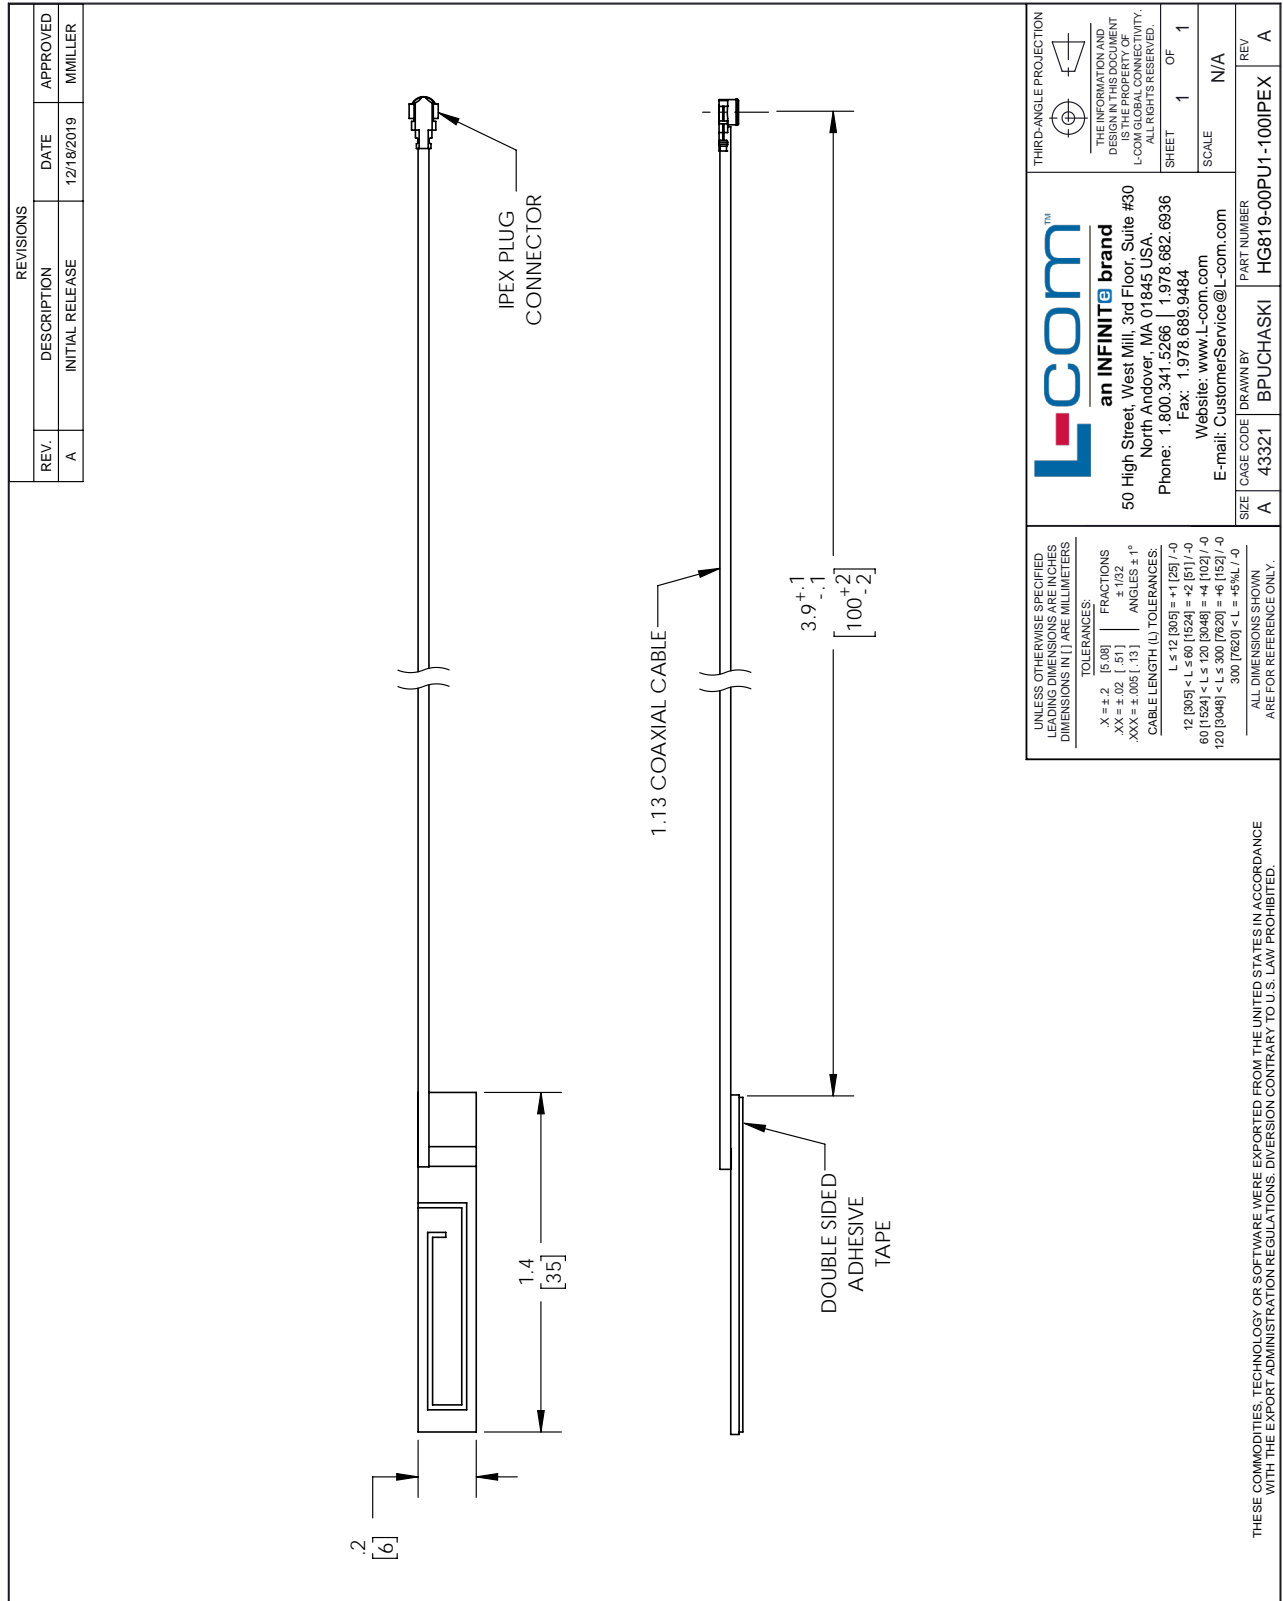 REVISIONS
REV. DESCRIPTION DATE APPROVED
A INITIAL RELEASE 12/18/2019 MMILLER
IPEX PLUG
CONNECTOR
1.4
[35]
.2
[6]
1.13 COAXIAL CABLE
3.9 +.1 -.1
[100 +2 -2]
DOUBLE SIDED
ADHESIVE
TAPE
UNLESS OTHERWISE SPECIFIED
LEADING DIMENSIONS ARE INCHES
DIMENSIONS IN [ ] ARE MILLIMETERS
TOLERANCES:
.X = ±.2 [5.08] FRACTIONS
.XX = ±.02 [.51] ± 1/32
.XXX = ±.005 [.13] ANGLES ± 1°
CABLE LENGTH (L) TOLERANCES:
L ≤ 12 [305] = +1 [25] / -0
12 [305] < L ≤ 60 [1524] = +2 [51] / -0
60 [1524] < L ≤ 120 [3048] = +4 [102] / -0
120 [3048] < L ≤ 300 [7620] = +6 [152] / -0
300 [7620] < L = +5%L / -0
ALL DIMENSIONS SHOWN
ARE FOR REFERENCE ONLY.
L-com™
an INFINITe brand
50 High Street, West Mill, 3rd Floor, Suite #30
North Andover, MA 01845 USA.
Phone: 1.800.341.5266 | 1.978.682.6936
Fax: 1.978.689.9484
Website: www.L-com.com
E-mail: CustomerService@L-com.com
THIRD-ANGLE PROJECTION
THE INFORMATION AND
DESIGN IN THIS DOCUMENT
IS THE PROPERTY OF
L-COM GLOBAL CONNECTIVITY.
ALL RIGHTS RESERVED.
SHEET 1 OF 1
SCALE N/A
SIZE CAGE CODE DRAWN BY PART NUMBER REV
A 43321 BPUCHASKI HG819-00PU1-100IPEX A
THESE COMMODITIES, TECHNOLOGY OR SOFTWARE WERE EXPORTED FROM THE UNITED STATES IN ACCORDANCE
WITH THE EXPORT ADMINISTRATION REGULATIONS. DIVERSION CONTRARY TO U.S. LAW PROHIBITED.